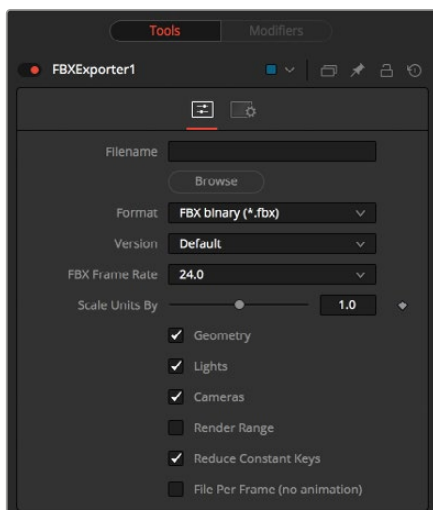 Tools Modifiers
FBXExporter1
Filename
Browse
Format FBX binary (*.fbx)
Version Default
FBX Frame Rate 24.0
Scale Units By 1.0
Geometry
Lights
Cameras
Render Range
Reduce Constant Keys
File Per Frame (no animation)